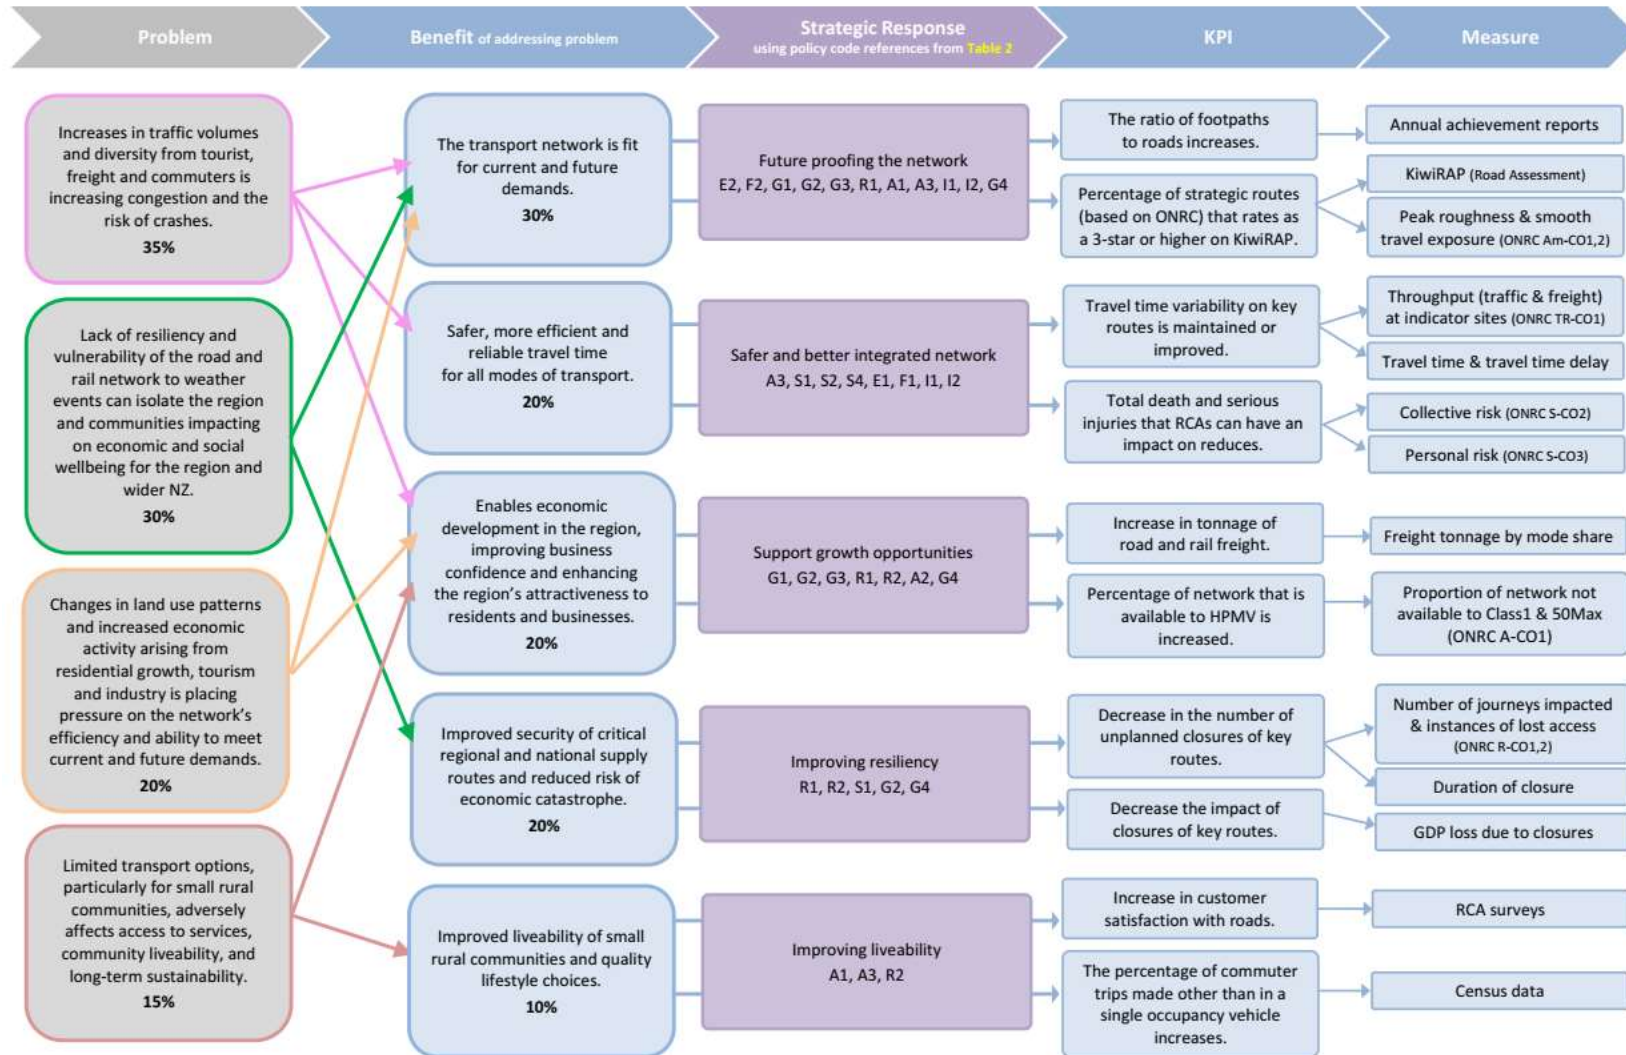 Problem
Benefit of addressing problem
Strategic Response
using policy code references from Table 2
KPI
Measure
Increases in traffic volumes
and diversity from tourist,
freight and commuters is
increasing congestion and the
risk of crashes.
35%
Lack of resiliency and
vulnerability of the road and
rail network to weather
events can isolate the region
and communities impacting
on economic and social
wellbeing for the region and
wider NZ.
30%
Changes in land use patterns
and increased economic
activity arising from
residential growth, tourism
and industry is placing
pressure on the network's
efficiency and ability to meet
current and future demands.
20%
Limited transport options,
particularly for small rural
communities, adversely
affects access to services,
community liveability, and
long-term sustainability.
15%
The transport network is fit
for current and future
demands.
30%
Safer, more efficient and
reliable travel time
for all modes of transport.
20%
Enables economic
development in the region,
improving business
confidence and enhancing
the region's attractiveness to
residents and businesses.
20%
Improved security of critical
regional and national supply
routes and reduced risk of
economic catastrophe.
20%
Improved liveability of small
rural communities and quality
lifestyle choices.
10%
Future proofing the network
E2, F2, G1, G2, G3, R1, A1, A3, I1, I2, G4
Safer and better integrated network
A3, S1, S2, S4, E1, F1, I1, I2
Support growth opportunities
G1, G2, G3, R1, R2, A2, G4
Improving resiliency
R1, R2, S1, G2, G4
Improving liveability
A1, A3, R2
The ratio of footpaths
to roads increases.
Percentage of strategic routes
(based on ONRC) that rates as
a 3-star or higher on KiwiRAP.
Travel time variability on key
routes is maintained or
improved.
Total death and serious
injuries that RCAs can have an
impact on reduces.
Increase in tonnage of
road and rail freight.
Percentage of network that is
available to HPMV is
increased.
Decrease in the number of
unplanned closures of key
routes.
Decrease the impact of
closures of key routes.
Increase in customer
satisfaction with roads.
The percentage of commuter
trips made other than in a
single occupancy vehicle
increases.
Annual achievement reports
KiwiRAP (Road Assessment)
Peak roughness & smooth
travel exposure (ONRC Am-CO1,2)
Throughput (traffic & freight)
at indicator sites (ONRC TR-CO1)
Travel time & travel time delay
Collective risk (ONRC S-CO2)
Personal risk (ONRC S-CO3)
Freight tonnage by mode share
Proportion of network not
available to Class1 & 50Max
(ONRC A-CO1)
Number of journeys impacted
& instances of lost access
(ONRC R-CO1,2)
Duration of closure
GDP loss due to closures
RCA surveys
Census data